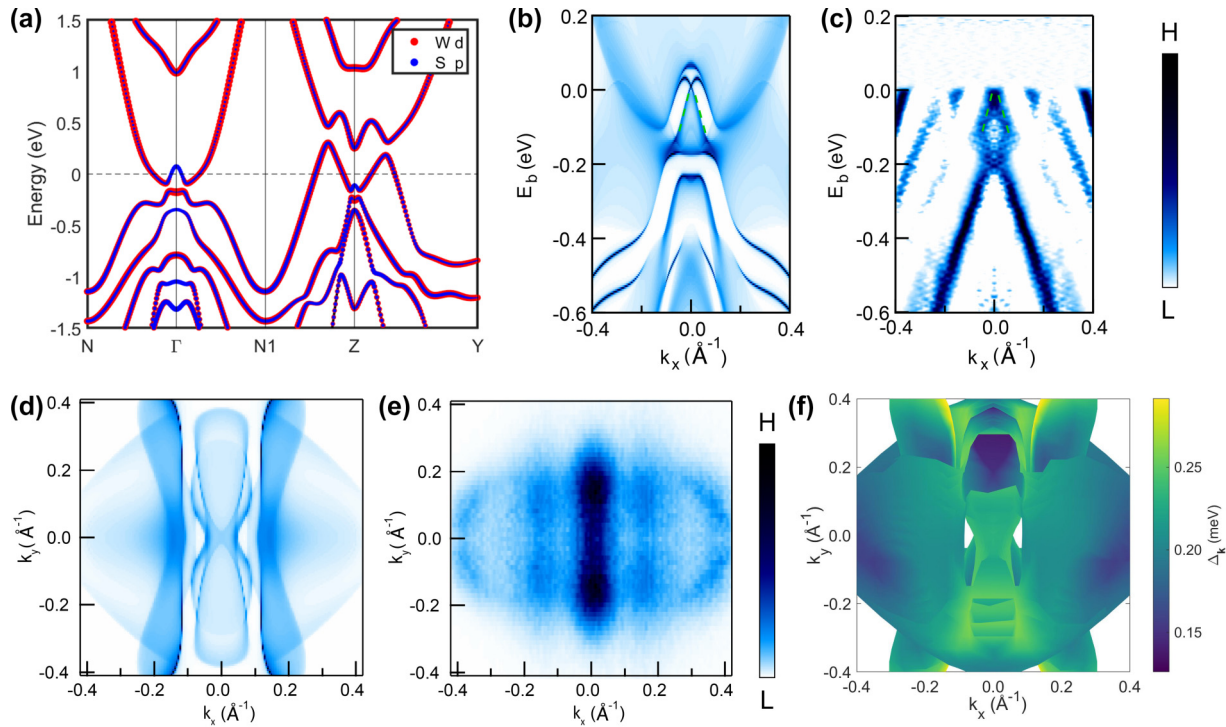 (a)
1.5
1
0.5
0
-0.5
-1
-1.5
Energy (eV)
N Γ N1 Z Y
W d
S p
(b)
0.2
0.0
-0.2
-0.4
-0.6
E_b (eV)
-0.4 0.0 0.4
k_x (Å⁻¹)
(c)
0.2
0.0
-0.2
-0.4
-0.6
E_b (eV)
-0.4 0.0 0.4
k_x (Å⁻¹)
H
L
(d)
0.4
0.2
0.0
-0.2
-0.4
k_y (Å⁻¹)
-0.4 -0.2 0.0 0.2 0.4
k_x (Å⁻¹)
(e)
0.4
0.2
0.0
-0.2
-0.4
k_y (Å⁻¹)
-0.4 -0.2 0.0 0.2 0.4
k_x (Å⁻¹)
H
L
(f)
0.4
0.2
0.0
-0.2
-0.4
k_y (Å⁻¹)
-0.4 -0.2 0.0 0.2 0.4
k_x (Å⁻¹)
0.25
0.20
0.15
Δ_k (meV)